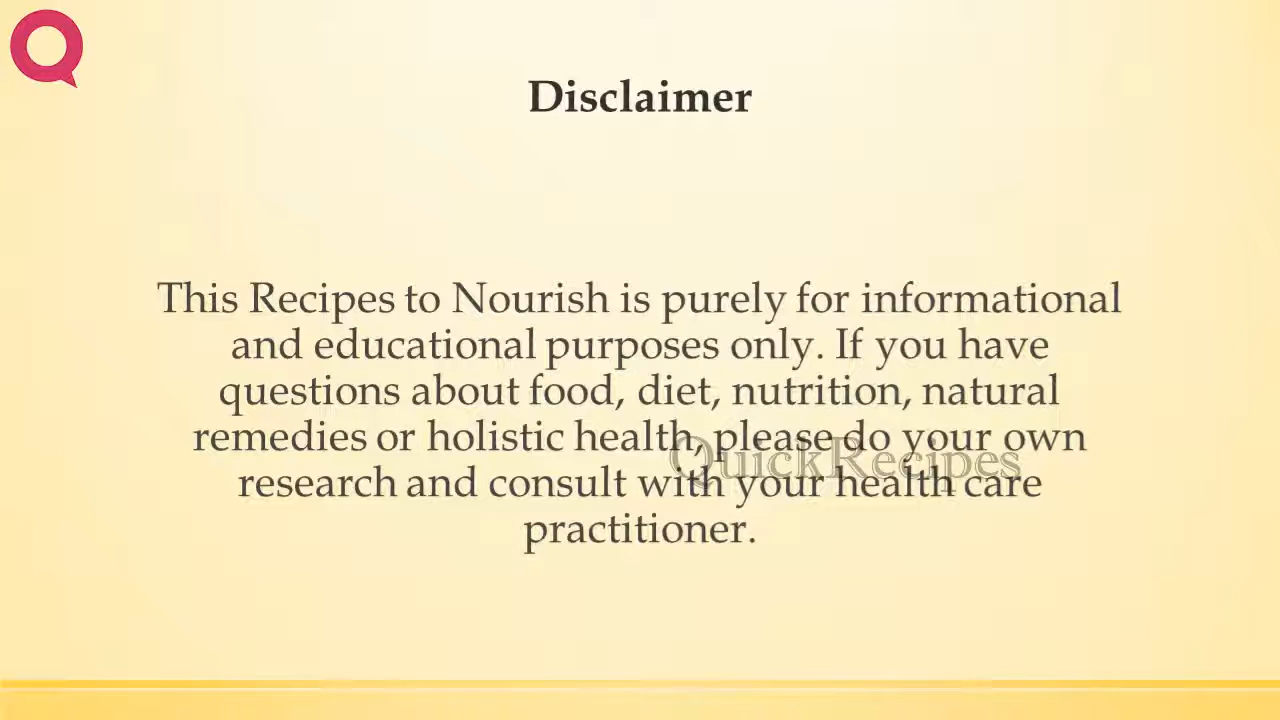 Disclaimer
This Recipes to Nourish is purely for informational
and educational purposes only. If you have
questions about food, diet, nutrition, natural
remedies or holistic health, please do your own
QuickRecipes
research and consult with your health care
practitioner.